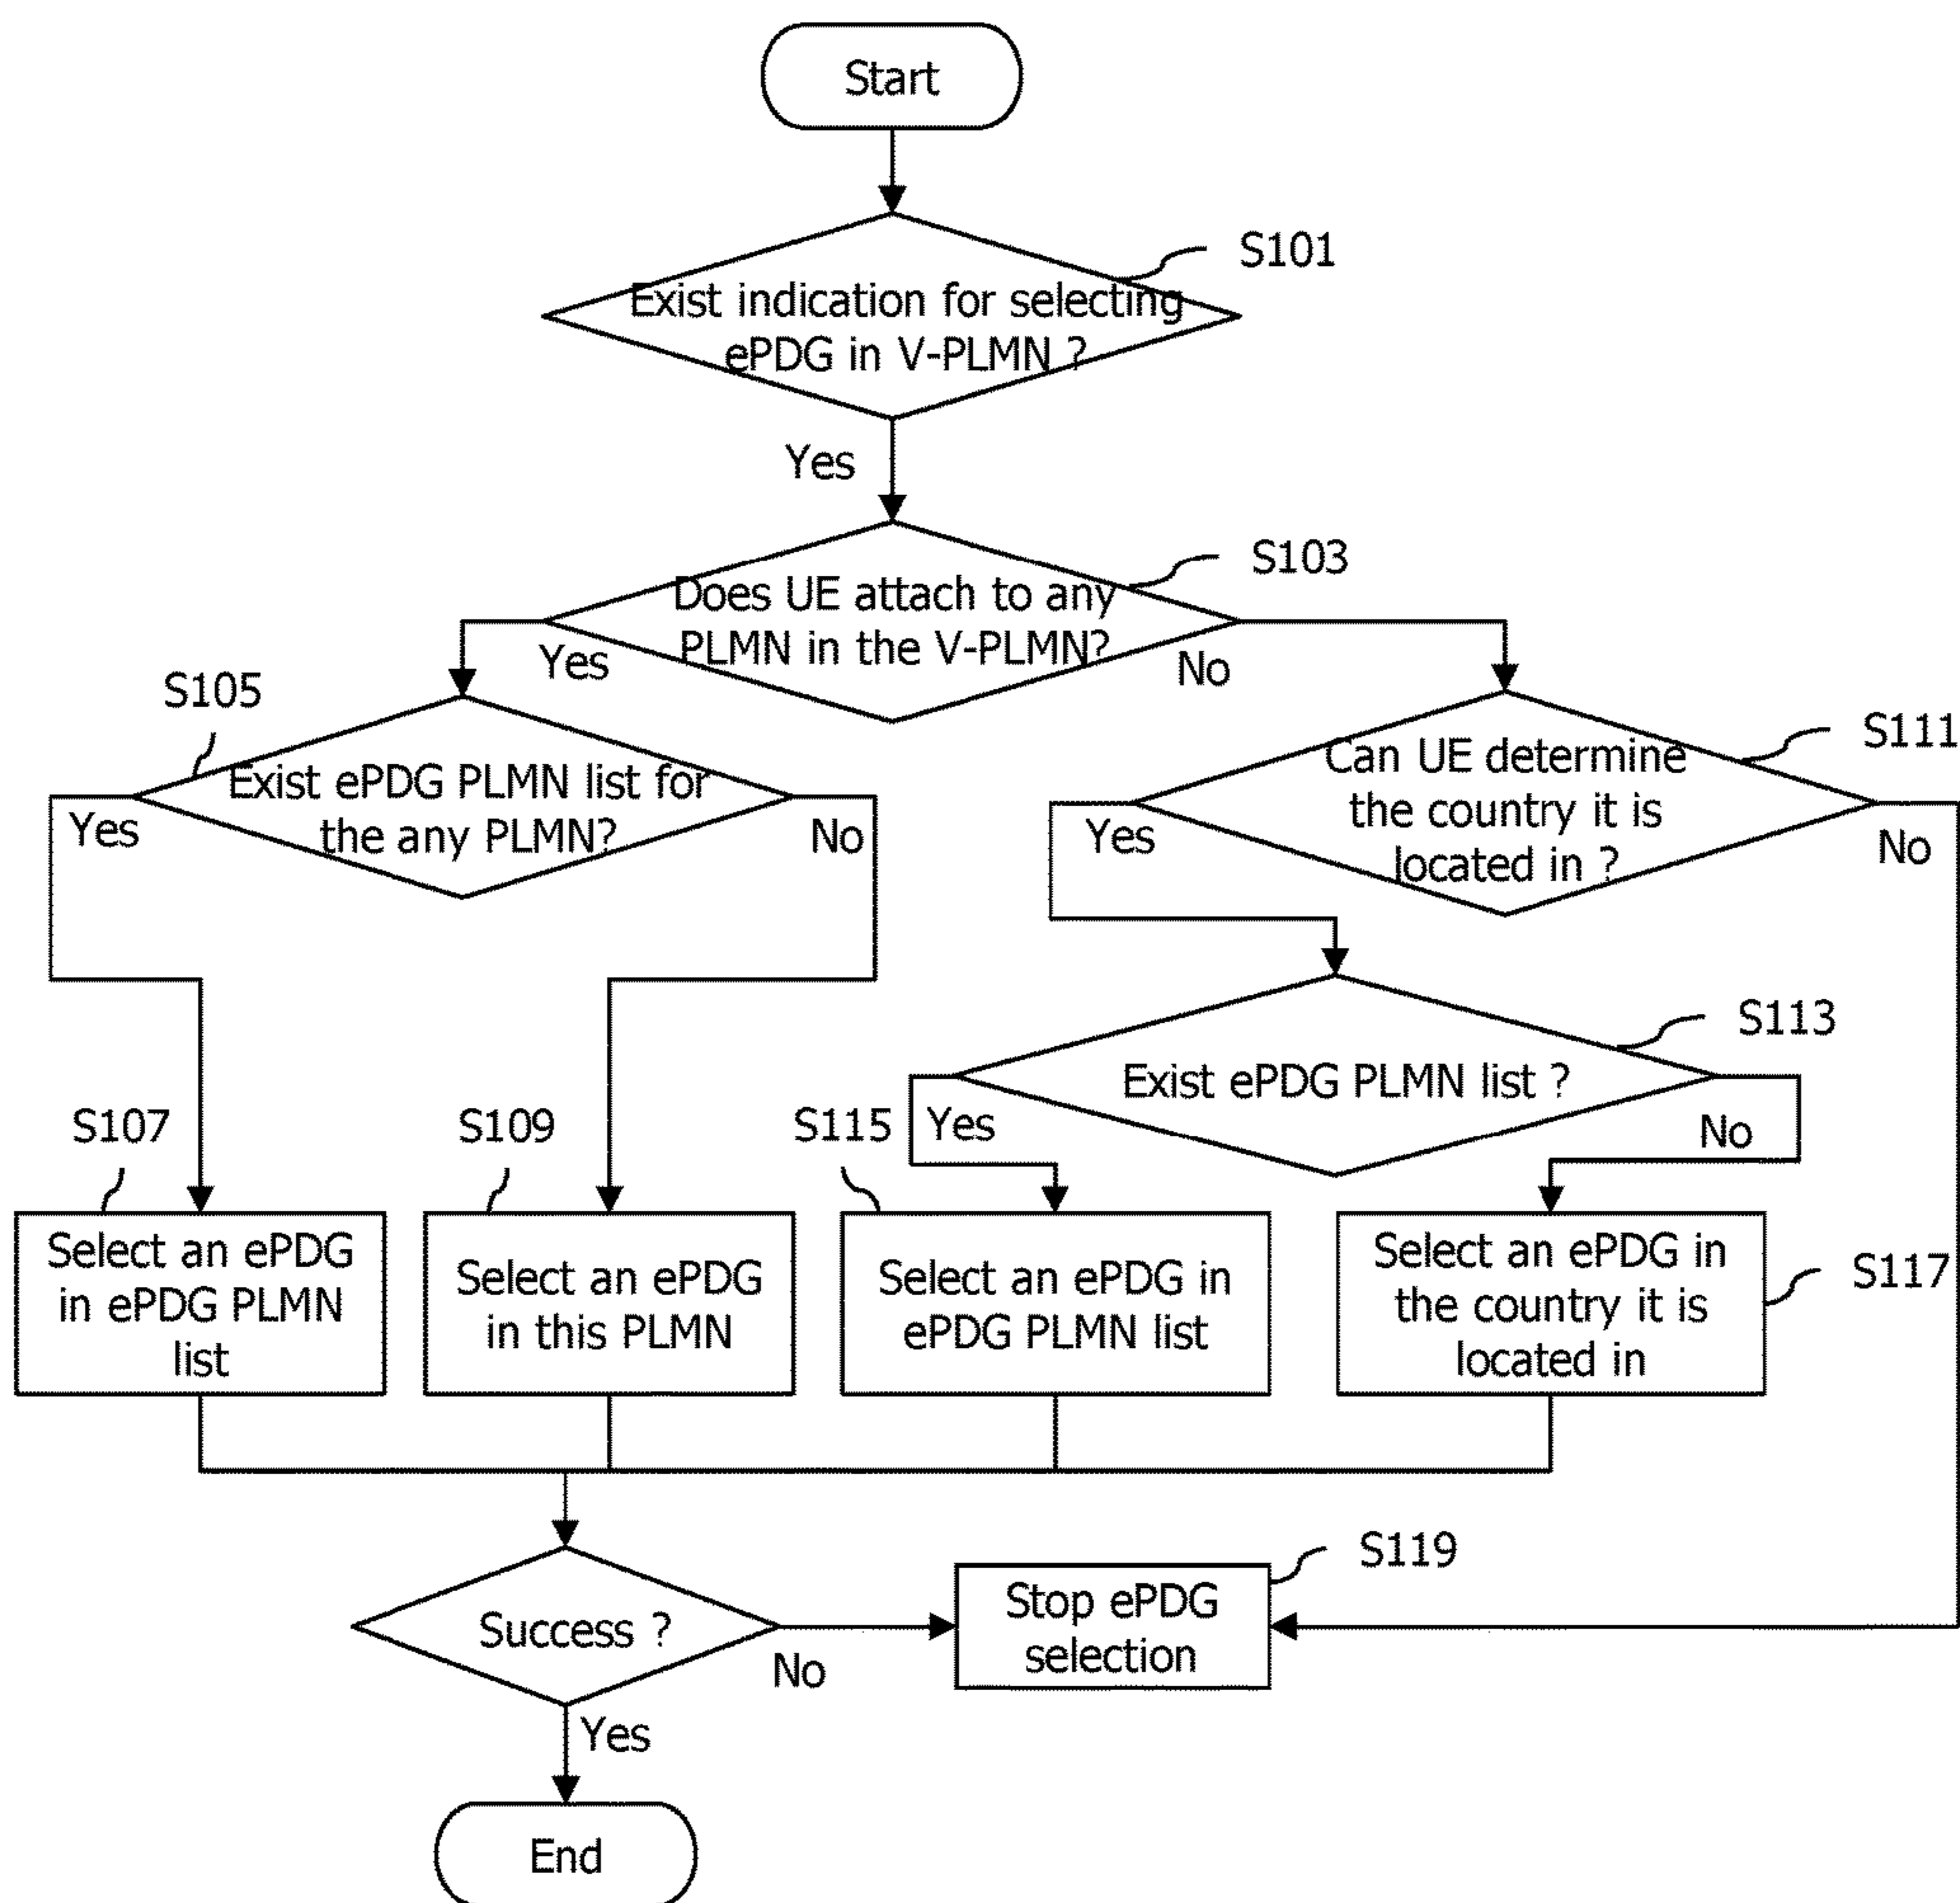 Start
S101
Exist indication for selecting
ePDG in V-PLMN ?
Yes
S103
Does UE attach to any
PLMN in the V-PLMN?
Yes
No
S105
Exist ePDG PLMN list for
the any PLMN?
Yes
No
S111
Can UE determine
the country it is
located in ?
Yes
No
S113
Exist ePDG PLMN list ?
Yes
No
S107
Select an ePDG
in ePDG PLMN
list
S109
Select an ePDG
in this PLMN
S115
Select an ePDG in
ePDG PLMN list
S117
Select an ePDG in
the country it is
located in
Success ?
No
Yes
S119
Stop ePDG
selection
End